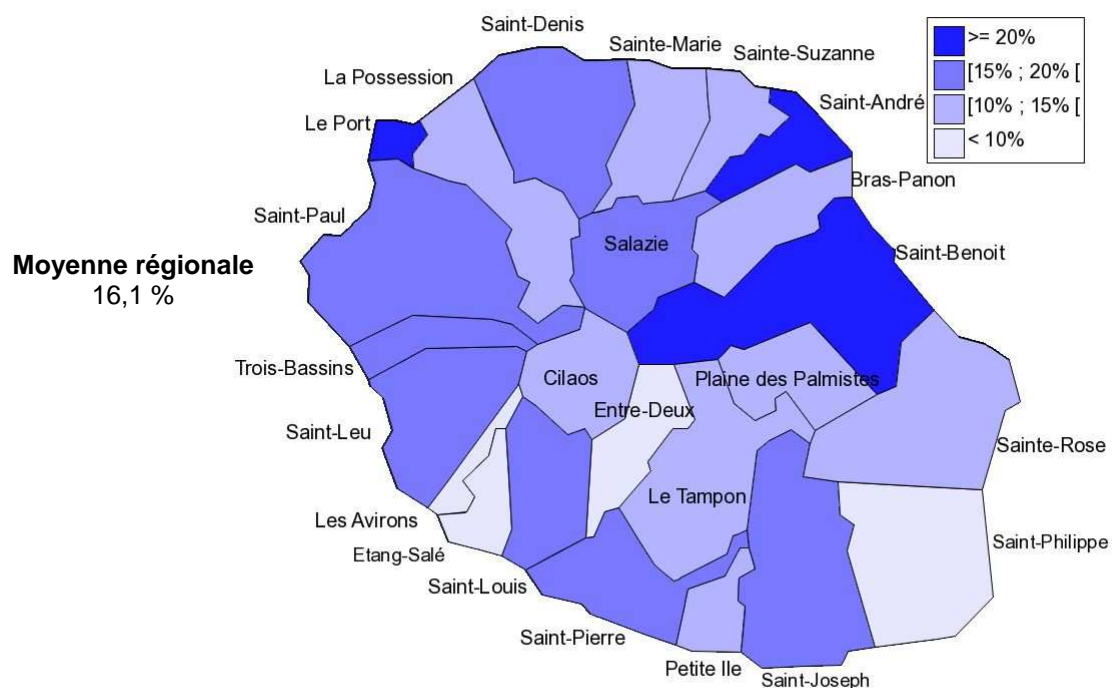 Saint-Denis
Sainte-Marie
Sainte-Suzanne
>= 20%
[15% ; 20% [
[10% ; 15% [
< 10%
La Possession
Saint-André
Le Port
Bras-Panon
Saint-Paul
Salazie
Saint-Benoit
Moyenne régionale
16,1 %
Trois-Bassins
Cilaos
Plaine des Palmistes
Entre-Deux
Saint-Leu
Sainte-Rose
Le Tampon
Les Avirons
Saint-Philippe
Etang-Salé
Saint-Louis
Saint-Pierre
Petite Ile
Saint-Joseph